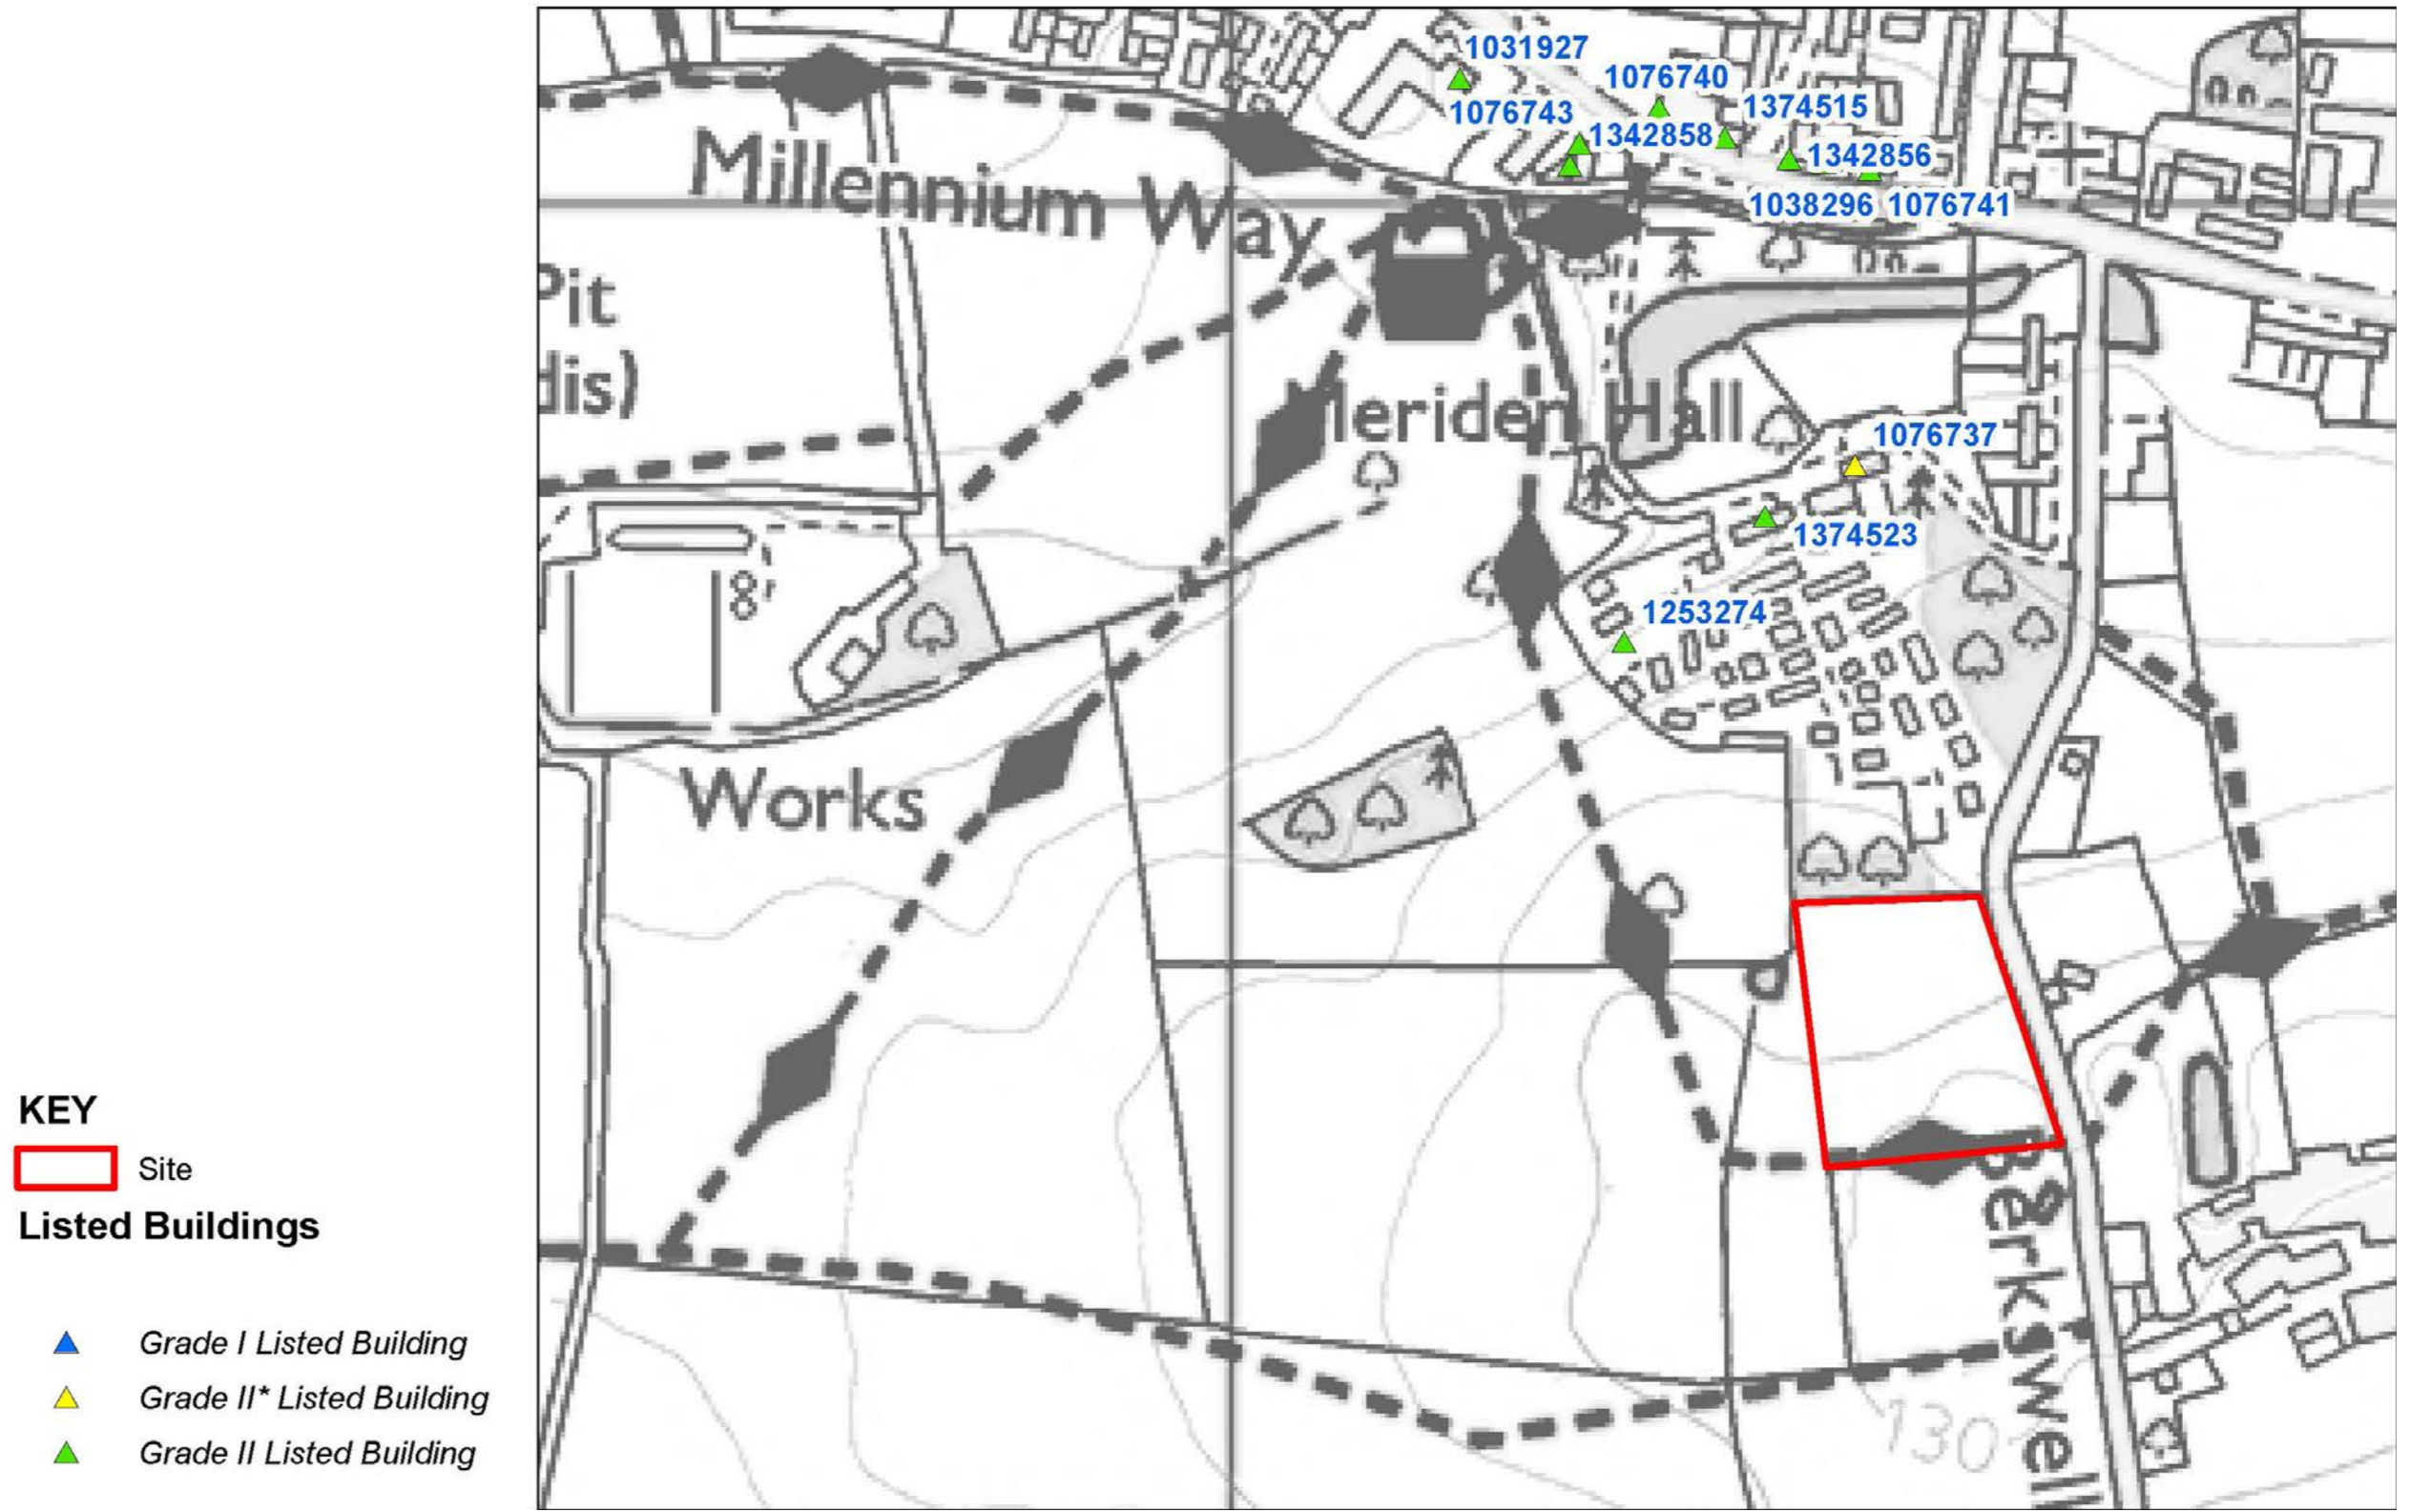 1031927
1076740
1076743
1374515
1342858
1342856
Millennium Way
1038296
1076741
Pit
dis)
Meriden Hall
1076737
1374523
1253274
Works
KEY
Site
Listed Buildings
Grade I Listed Building
Grade II* Listed Building
Grade II Listed Building
Berkswell
130